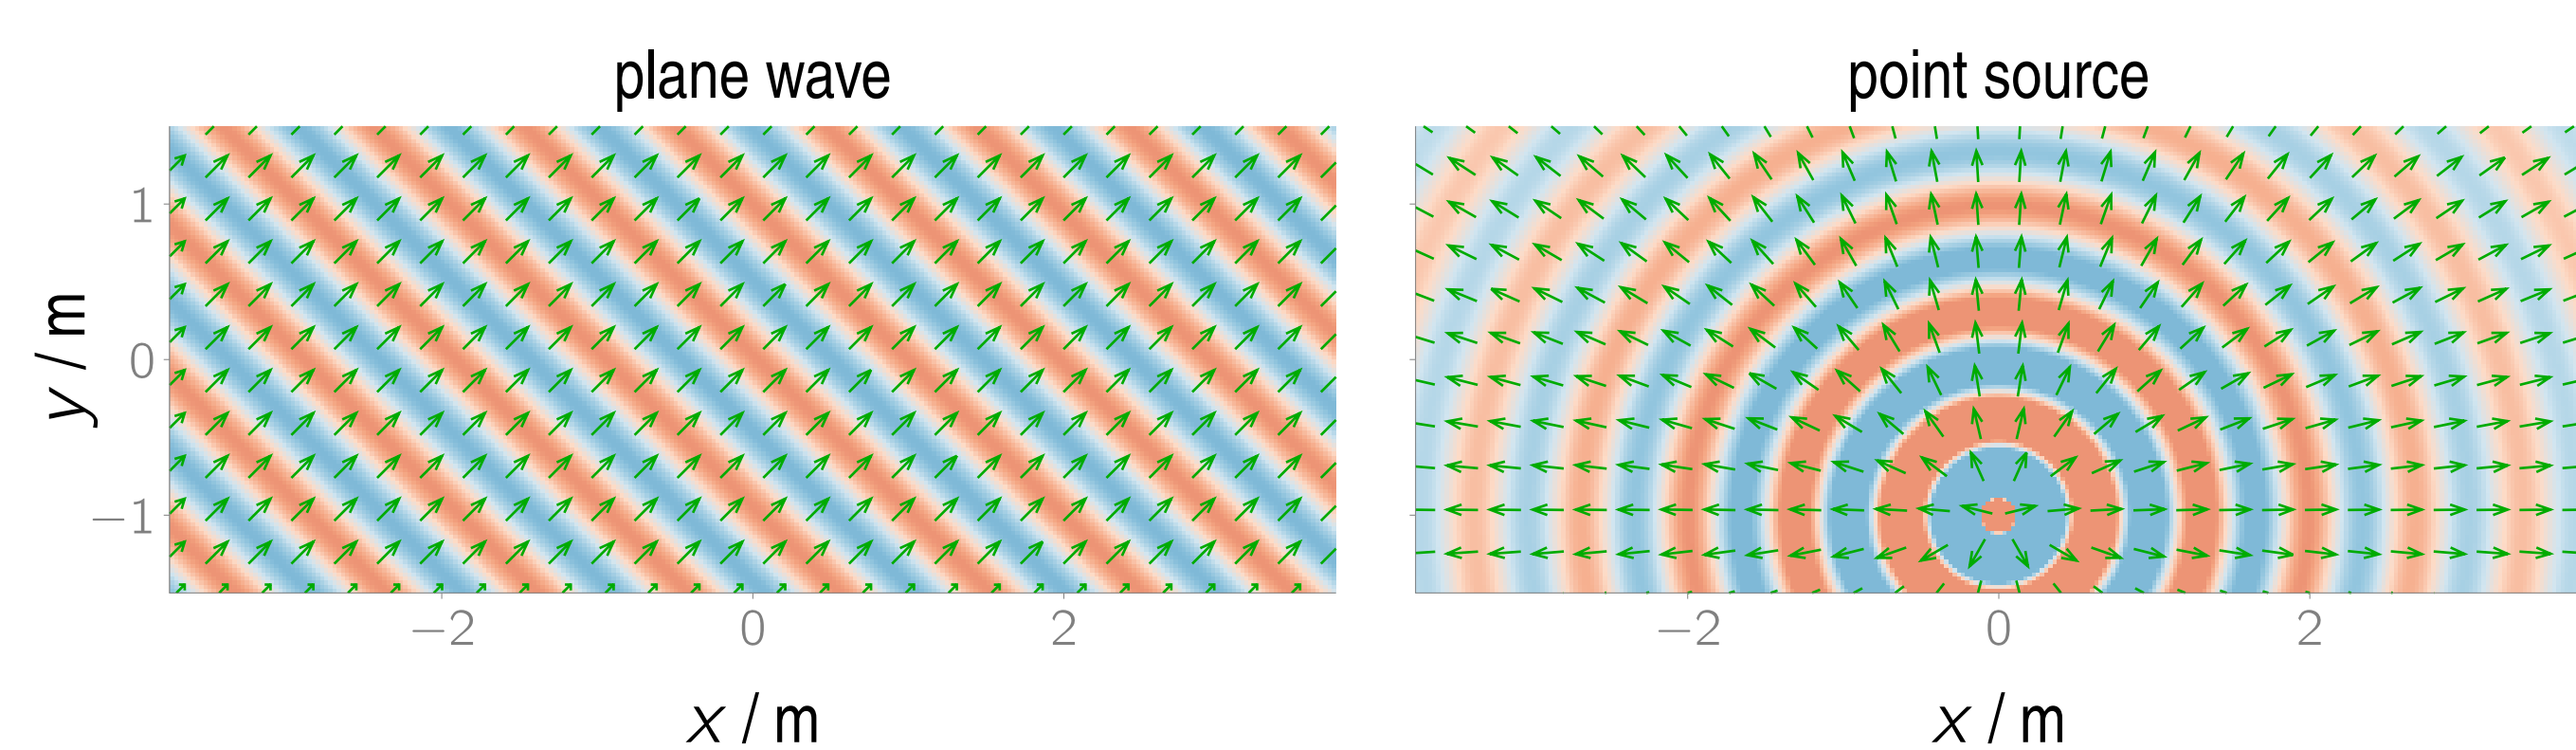 plane wave
point source
1
0
−1
y / m
−2 0 2
−2 0 2
x / m
x / m